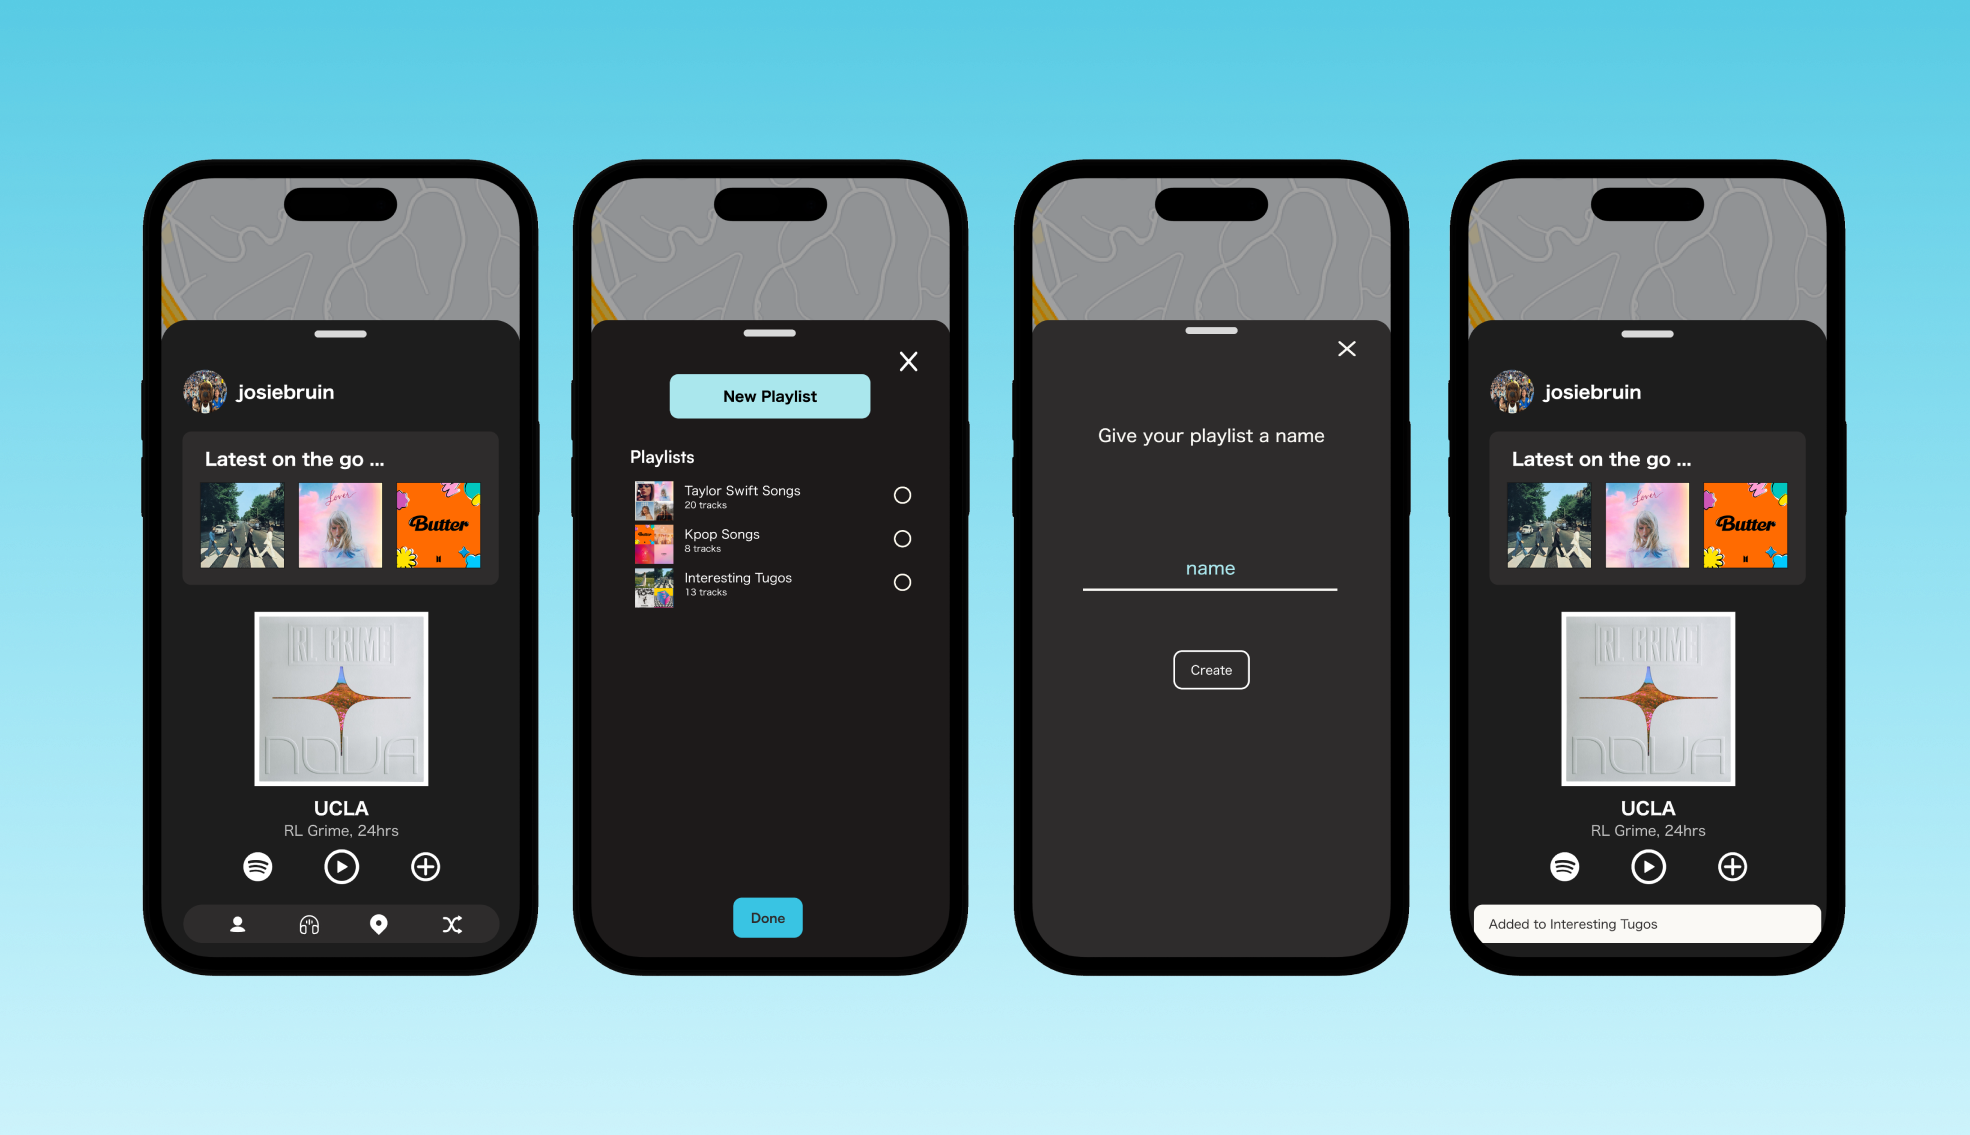 josiebruin
Latest on the go ...
Lover
Butter
RL GRIME
NOVA
UCLA
RL Grime, 24hrs
New Playlist
Playlists
Taylor Swift Songs
20 tracks
Kpop Songs
8 tracks
Interesting Tugos
13 tracks
Done
Give your playlist a name
name
Create
josiebruin
Latest on the go ...
Lover
Butter
RL GRIME
NOVA
UCLA
RL Grime, 24hrs
Added to Interesting Tugos